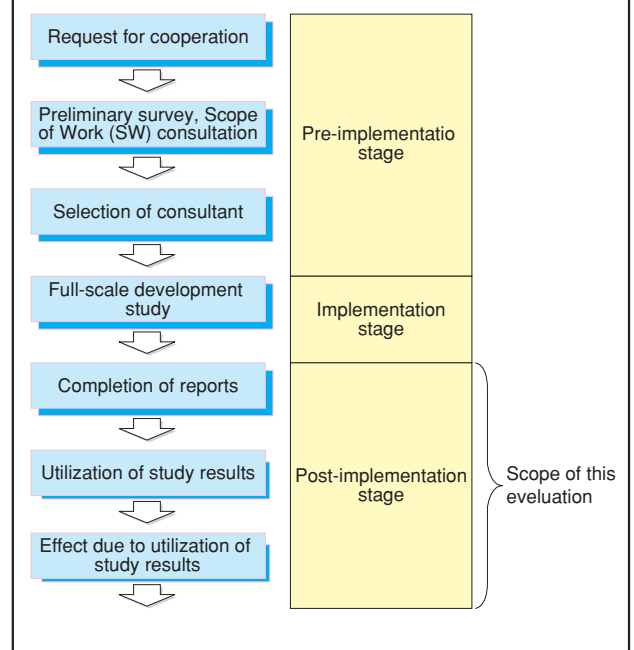 Request for cooperation
Preliminary survey, Scope
of Work (SW) consultation
Selection of consultant
Full-scale development
study
Completion of reports
Utilization of study results
Effect due to utilization of
study results
Pre-implementatio
stage
Implementation
stage
Post-implementation
stage
Scope of this
eveluation